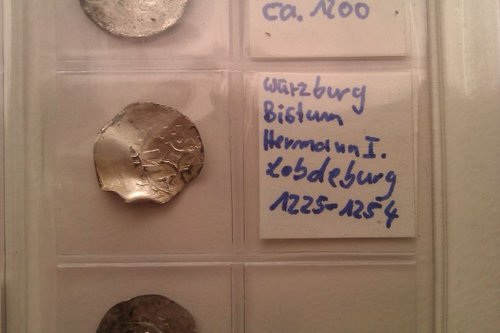 ca. 1200
Würzburg
Bistum
Hermann I.
Lobdeburg
1225-1254